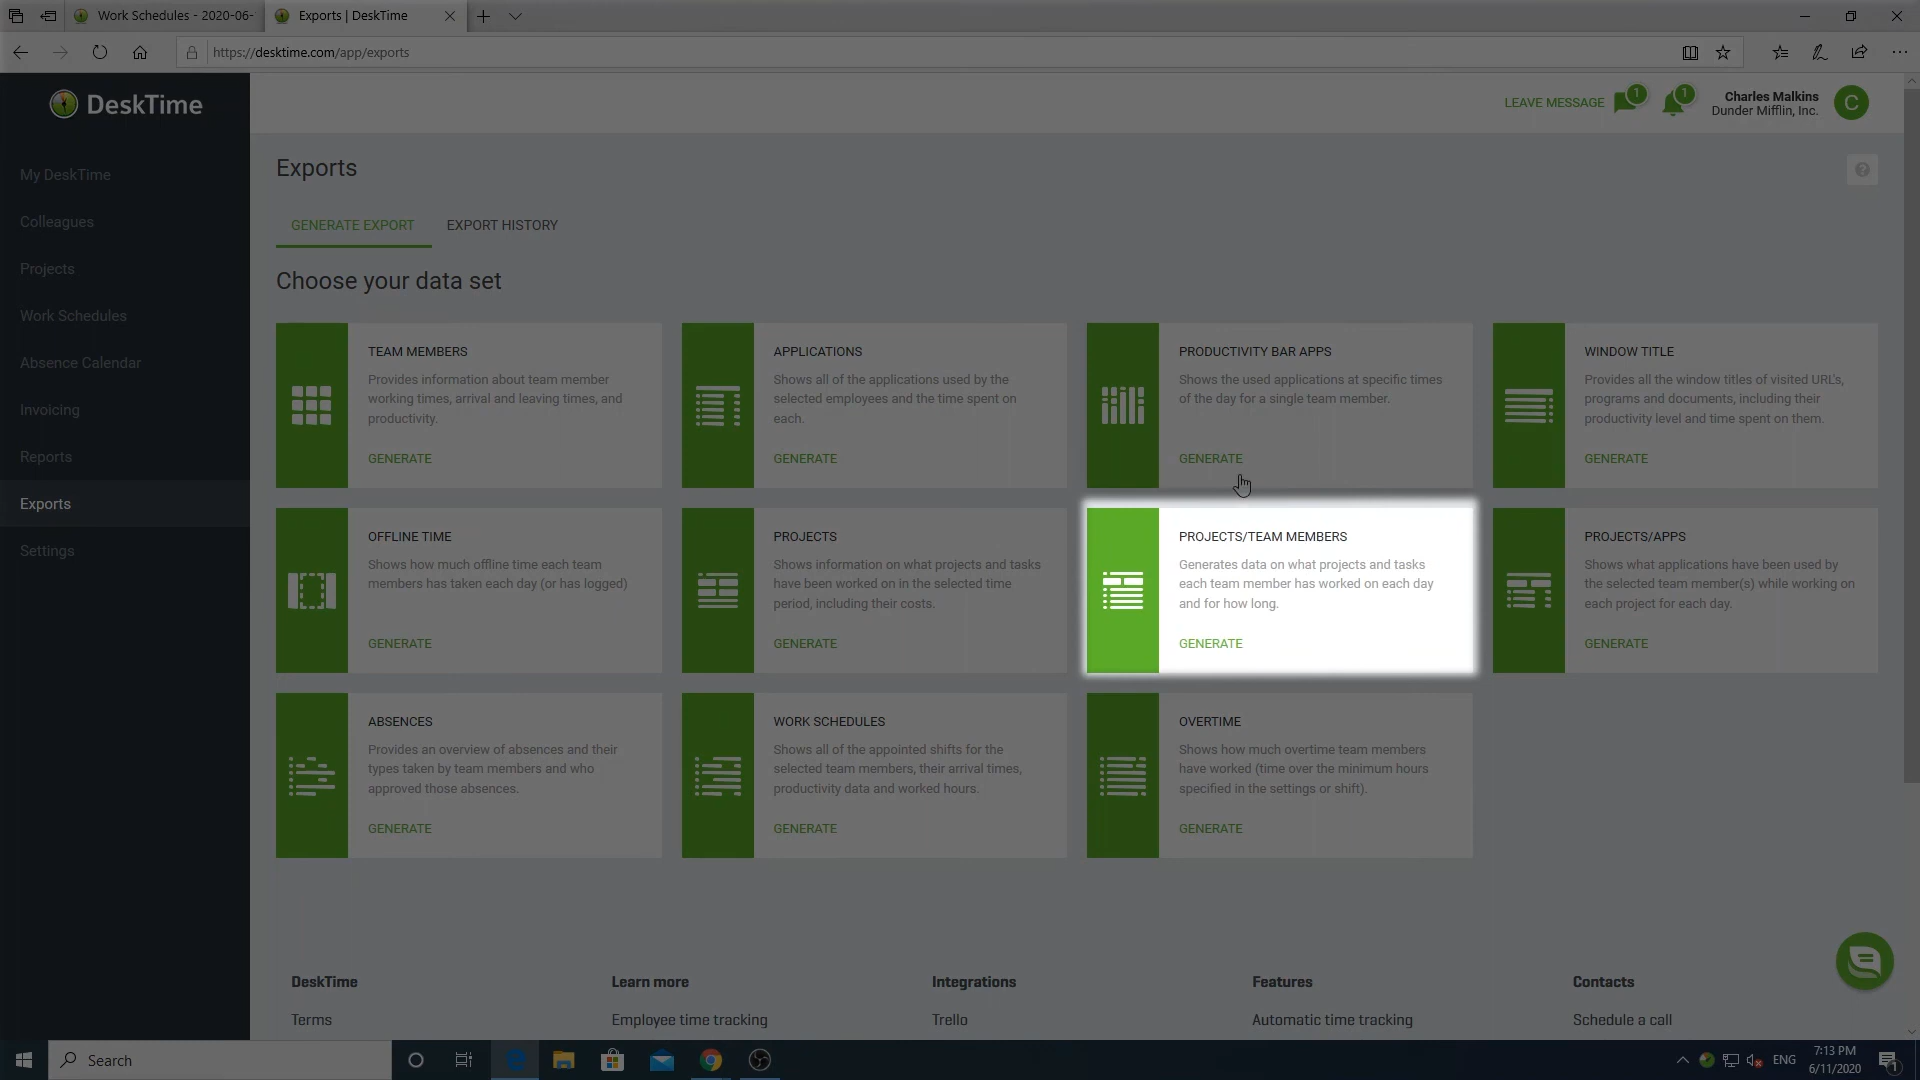 Work Schedules - 2020-06-
Exports | DeskTime
https://desktime.com/app/exports
DeskTime
LEAVE MESSAGE
1
1
Charles Malkins
Dunder Mifflin, Inc.
C
My DeskTime
Colleagues
Projects
Work Schedules
Absence Calendar
Invoicing
Reports
Exports
Settings
Exports
?
GENERATE EXPORT
EXPORT HISTORY
Choose your data set
TEAM MEMBERS
Provides information about team member
working times, arrival and leaving times, and
productivity.
GENERATE
APPLICATIONS
Shows all of the applications used by the
selected employees and the time spent on
each.
GENERATE
PRODUCTIVITY BAR APPS
Shows the used applications at specific times
of the day for a single team member.
GENERATE
WINDOW TITLE
Provides all the window titles of visited URL's,
programs and documents, including their
productivity level and time spent on them.
GENERATE
OFFLINE TIME
Shows how much offline time each team
members has taken each day (or has logged)
GENERATE
PROJECTS
Shows information on what projects and tasks
have been worked on in the selected time
period, including their costs.
GENERATE
PROJECTS/TEAM MEMBERS
Generates data on what projects and tasks
each team member has worked on each day
and for how long.
GENERATE
PROJECTS/APPS
Shows what applications have been used by
the selected team member(s) while working on
each project for each day.
GENERATE
ABSENCES
Provides an overview of absences and their
types taken by team members and who
approved those absences.
GENERATE
WORK SCHEDULES
Shows all of the appointed shifts for the
selected team members, their arrival times,
productivity data and worked hours.
GENERATE
OVERTIME
Shows how much overtime team members
have worked (time over the minimum hours
specified in the settings or shift).
GENERATE
DeskTime
Terms
Learn more
Employee time tracking
Integrations
Trello
Features
Automatic time tracking
Contacts
Schedule a call
Search
ENG
7:13 PM
6/11/2020
1